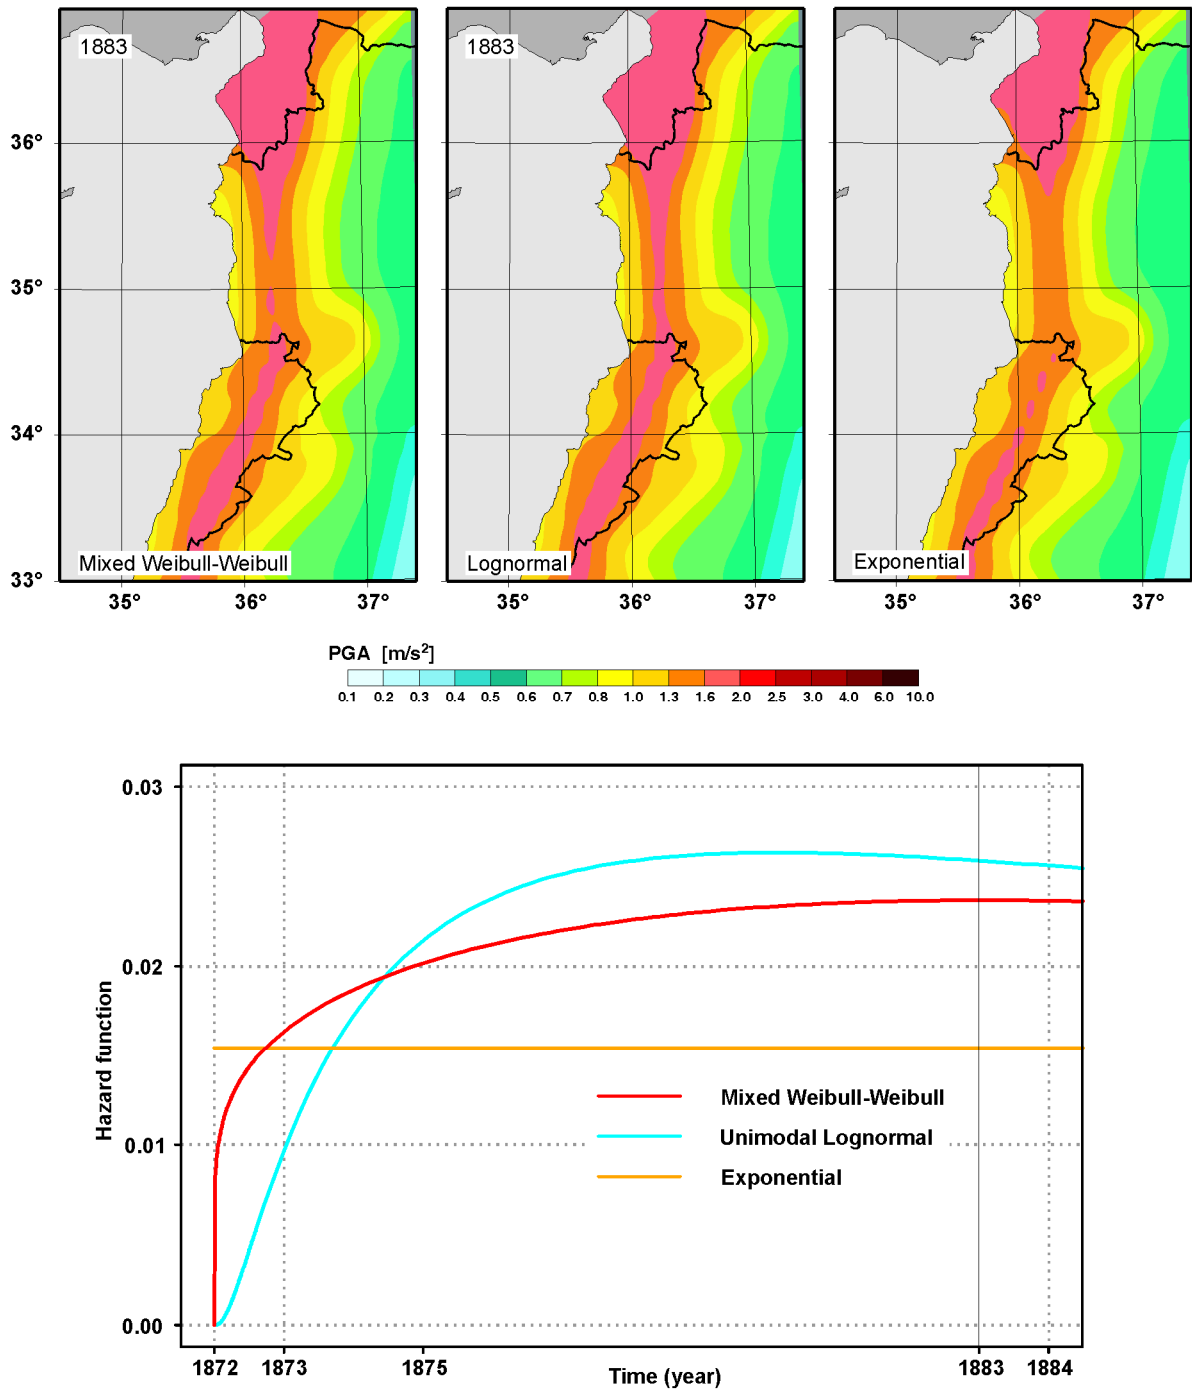 1883
1883
36°
35°
34°
33°
Mixed Weibull-Weibull
Lognormal
Exponential
35°
36°
37°
35°
36°
37°
35°
36°
37°
PGA [m/s²]
0.1 0.2 0.3 0.4 0.5 0.6 0.7 0.8 1.0 1.3 1.6 2.0 2.5 3.0 4.0 6.0 10.0
0.03
0.02
0.01
0.00
Hazard function
Mixed Weibull-Weibull
Unimodal Lognormal
Exponential
1872 1873 1875 1883 1884
Time (year)